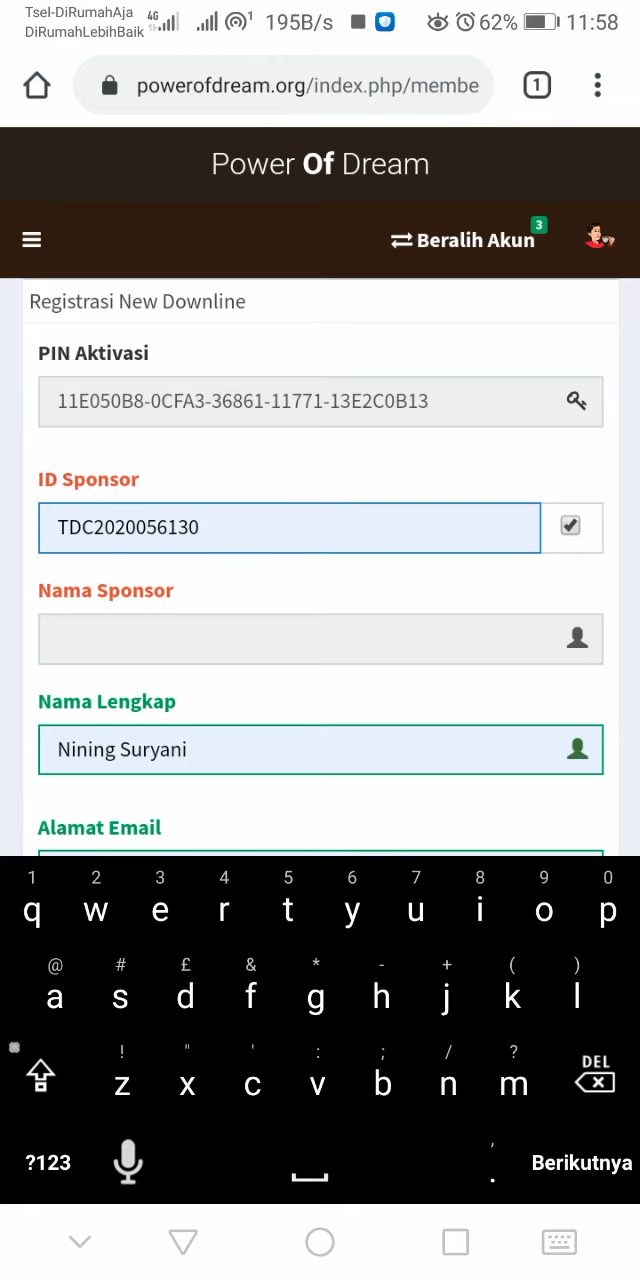 Tsel-DiRumahAja
DiRumahLebihBaik
4G 1 195B/s 62% 11:58
powerofdream.org/index.php/membe
1
Power Of Dream
Beralih Akun 3
Registrasi New Downline
PIN Aktivasi
11E050B8-0CFA3-36861-11771-13E2C0B13
ID Sponsor
TDC2020056130
Nama Sponsor
Nama Lengkap
Nining Suryani
Alamat Email
1 2 3 4 5 6 7 8 9 0
q w e r t y u i o p
@ # £ & * - + ( )
a s d f g h j k l
! " ' : ; / ?
z x c v b n m DEL
?123 , . Berikutnya